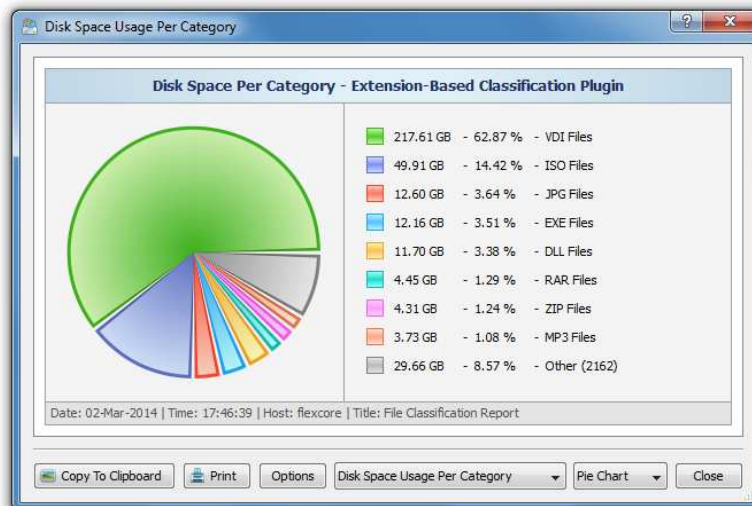 Disk Space Usage Per Category
?
Disk Space Per Category - Extension-Based Classification Plugin
217.61 GB - 62.87 % - VDI Files
49.91 GB - 14.42 % - ISO Files
12.60 GB - 3.64 % - JPG Files
12.16 GB - 3.51 % - EXE Files
11.70 GB - 3.38 % - DLL Files
4.45 GB - 1.29 % - RAR Files
4.31 GB - 1.24 % - ZIP Files
3.73 GB - 1.08 % - MP3 Files
29.66 GB - 8.57 % - Other (2162)
Date: 02-Mar-2014 | Time: 17:46:39 | Host: flexcore | Title: File Classification Report
Copy To Clipboard Print Options Disk Space Usage Per Category Pie Chart Close